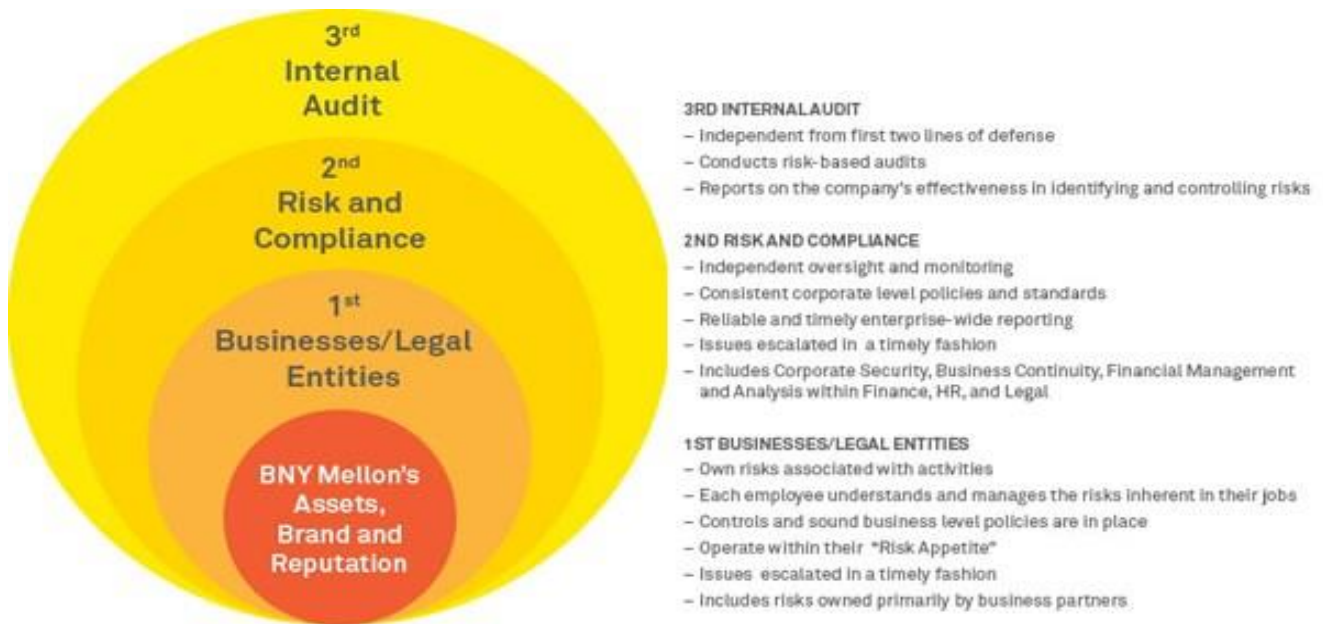 3rd
Internal
Audit
2nd
Risk and
Compliance
1st
Businesses/Legal
Entities
BNY Mellon's
Assets,
Brand and
Reputation
3RD INTERNAL AUDIT
– Independent from first two lines of defense
– Conducts risk-based audits
– Reports on the company's effectiveness in identifying and controlling risks
2ND RISK AND COMPLIANCE
– Independent oversight and monitoring
– Consistent corporate level policies and standards
– Reliable and timely enterprise-wide reporting
– Issues escalated in a timely fashion
– Includes Corporate Security, Business Continuity, Financial Management
and Analysis within Finance, HR, and Legal
1ST BUSINESSES/LEGAL ENTITIES
– Own risks associated with activities
– Each employee understands and manages the risks inherent in their jobs
– Controls and sound business level policies are in place
– Operate within their "Risk Appetite"
– Issues escalated in a timely fashion
– Includes risks owned primarily by business partners